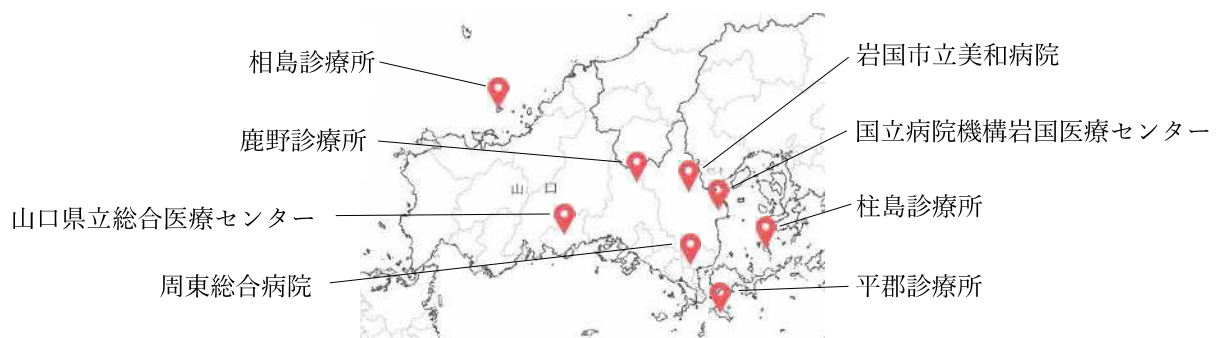 相島診療所
鹿野診療所
山口県立総合医療センター
周東総合病院
山 口
岩国市立美和病院
国立病院機構岩国医療センター
柱島診療所
平郡診療所